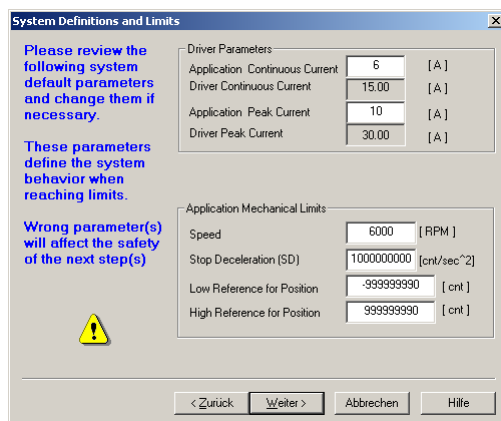 System Definitions and Limits
Please review the
following system
default parameters
and change them if
necessary.
These parameters
define the system
behavior when
reaching limits.
Wrong parameter(s)
will affect the safety
of the next step(s)
Driver Parameters
Application Continuous Current 6 [A]
Driver Continuous Current 15.00 [A]
Application Peak Current 10 [A]
Driver Peak Current 30.00 [A]
Application Mechanical Limits
Speed 6000 [RPM]
Stop Deceleration (SD) 1000000000 [cnt/sec^2]
Low Reference for Position -999999990 [cnt]
High Reference for Position 999999990 [cnt]
< Zurück Weiter > Abbrechen Hilfe